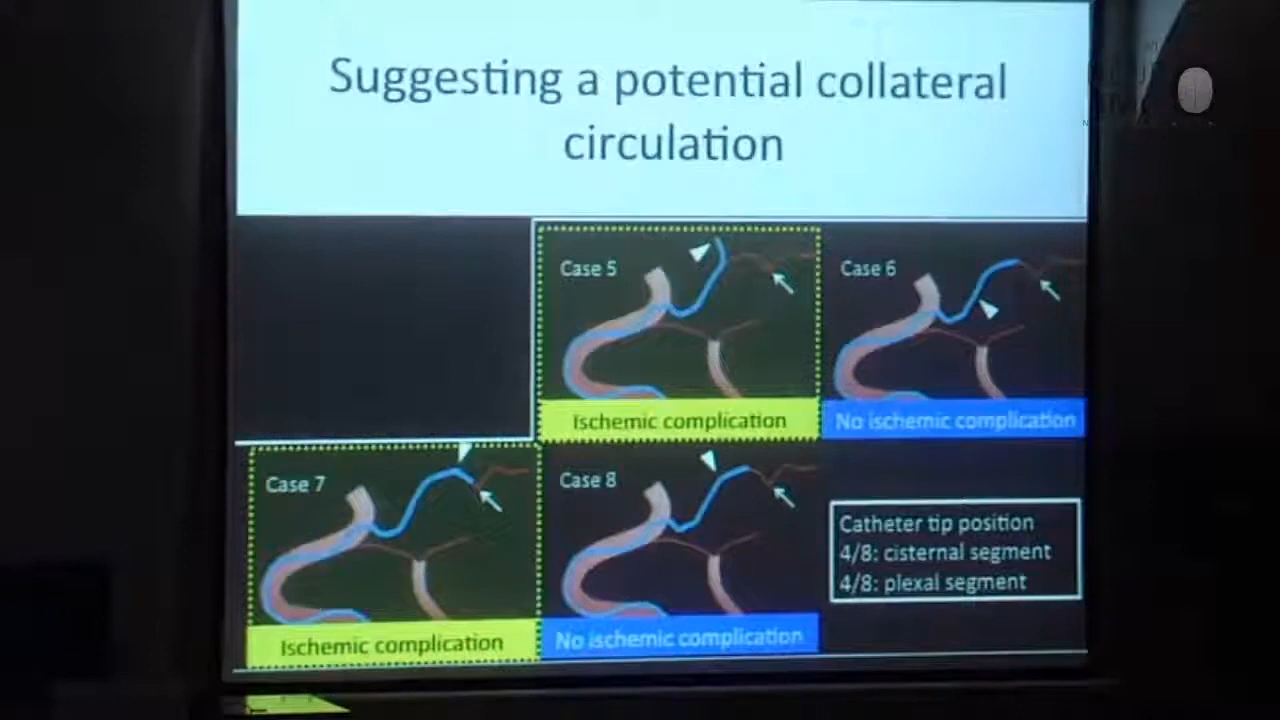 Suggesting a potential collateral
circulation
Case 5
Case 6
Ischemic complication
No ischemic complication
Case 7
Case 8
Catheter tip position
4/8: cisternal segment
4/8: plexal segment
Ischemic complication
No ischemic complication